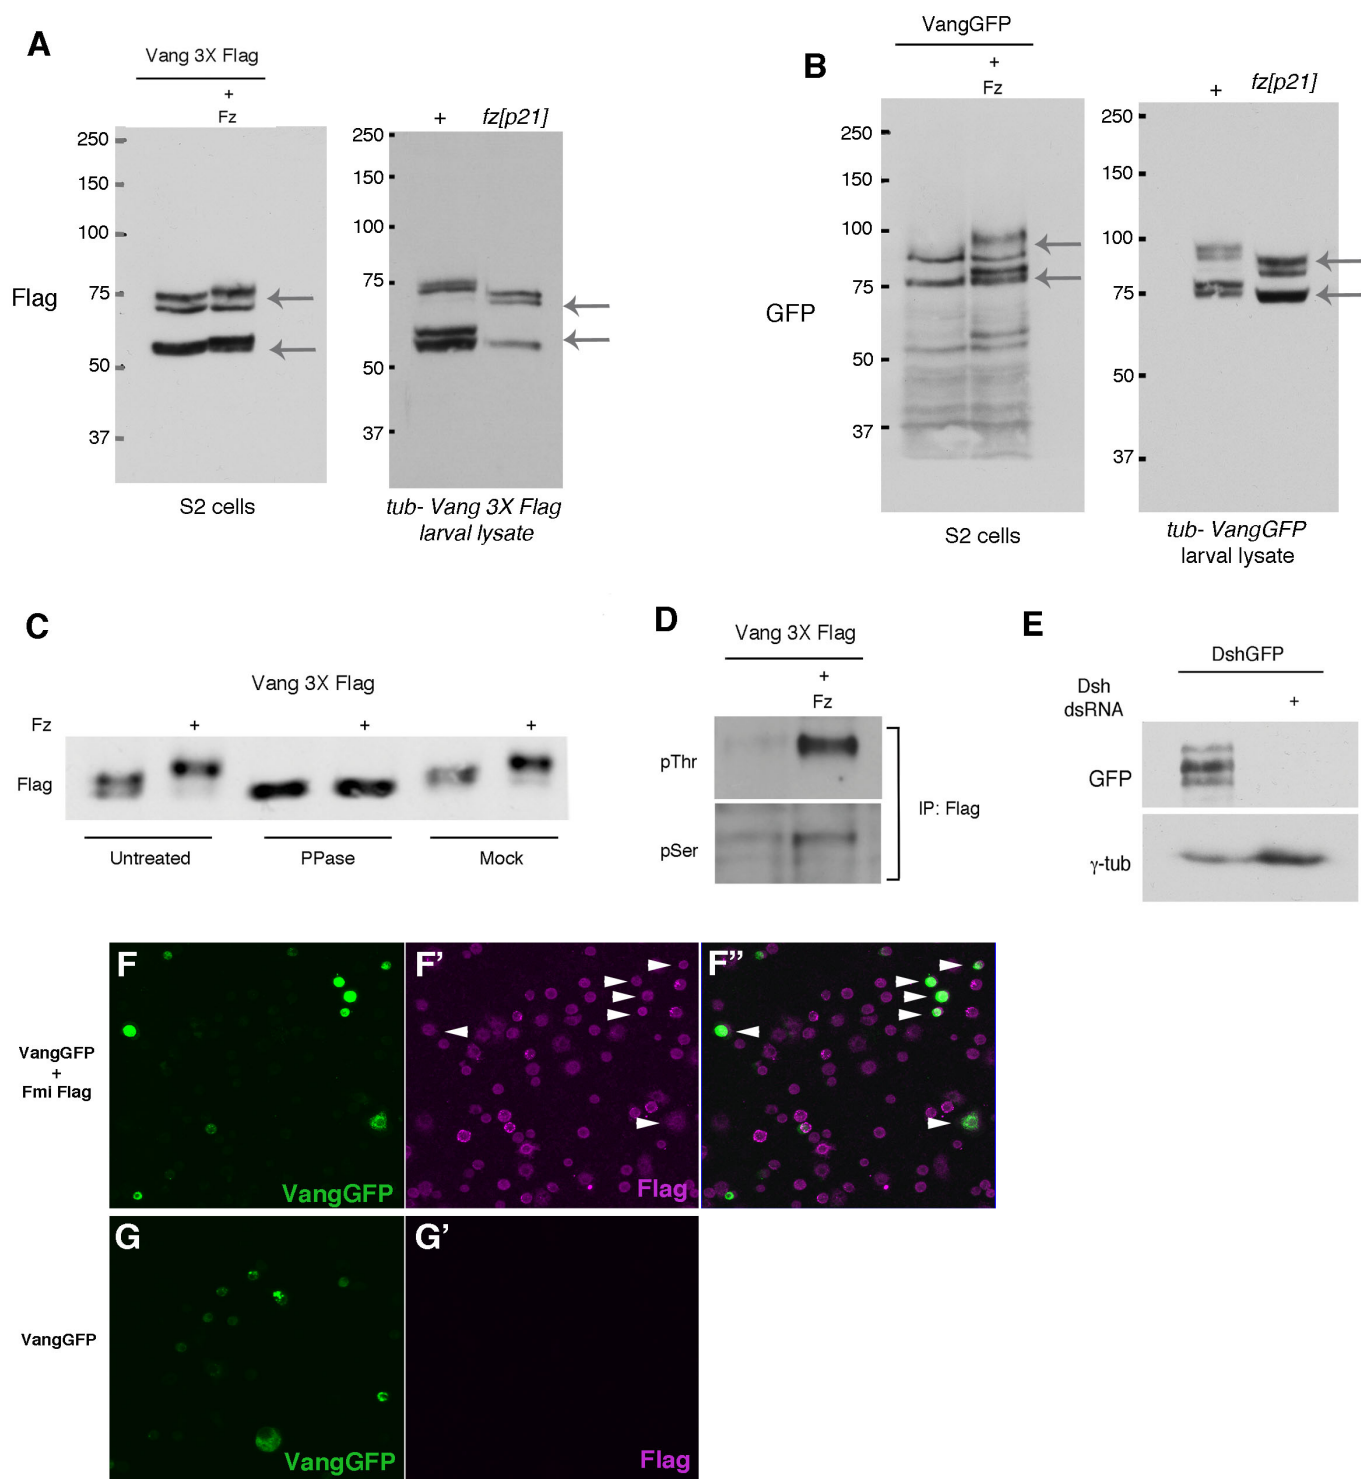 A
Vang 3X Flag
+
Fz
250
150
100
75
50
37
Flag
S2 cells
+ fz[p21]
250
150
100
75
50
37
tub- Vang 3X Flag
larval lysate
B
VangGFP
+
Fz
250
150
100
75
50
37
GFP
S2 cells
+ fz[p21]
250
150
100
75
50
37
tub- VangGFP
larval lysate
C
Vang 3X Flag
Fz + + +
Flag
Untreated PPase Mock
D
Vang 3X Flag
+
Fz
pThr
pSer
IP: Flag
E
DshGFP
Dsh
dsRNA +
GFP
γ-tub
F F' F''
VangGFP
+
Fmi Flag
VangGFP Flag
G G'
VangGFP
VangGFP Flag